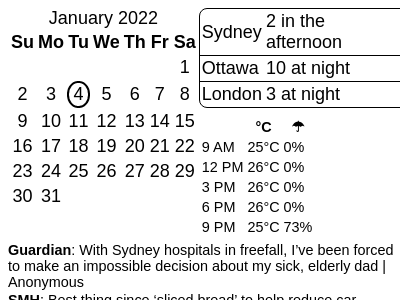 January 2022
Su Mo Tu We Th Fr Sa
1
2 3 4 5 6 7 8
9 10 11 12 13 14 15
16 17 18 19 20 21 22
23 24 25 26 27 28 29
30 31
Sydney 2 in the
afternoon
Ottawa 10 at night
London 3 at night
°C ☂
9 AM 25°C 0%
12 PM 26°C 0%
3 PM 26°C 0%
6 PM 26°C 0%
9 PM 25°C 73%
Guardian: With Sydney hospitals in freefall, I’ve been forced
to make an impossible decision about my sick, elderly dad |
Anonymous
SMH: Best thing since ‘sliced bread’ to help reduce car